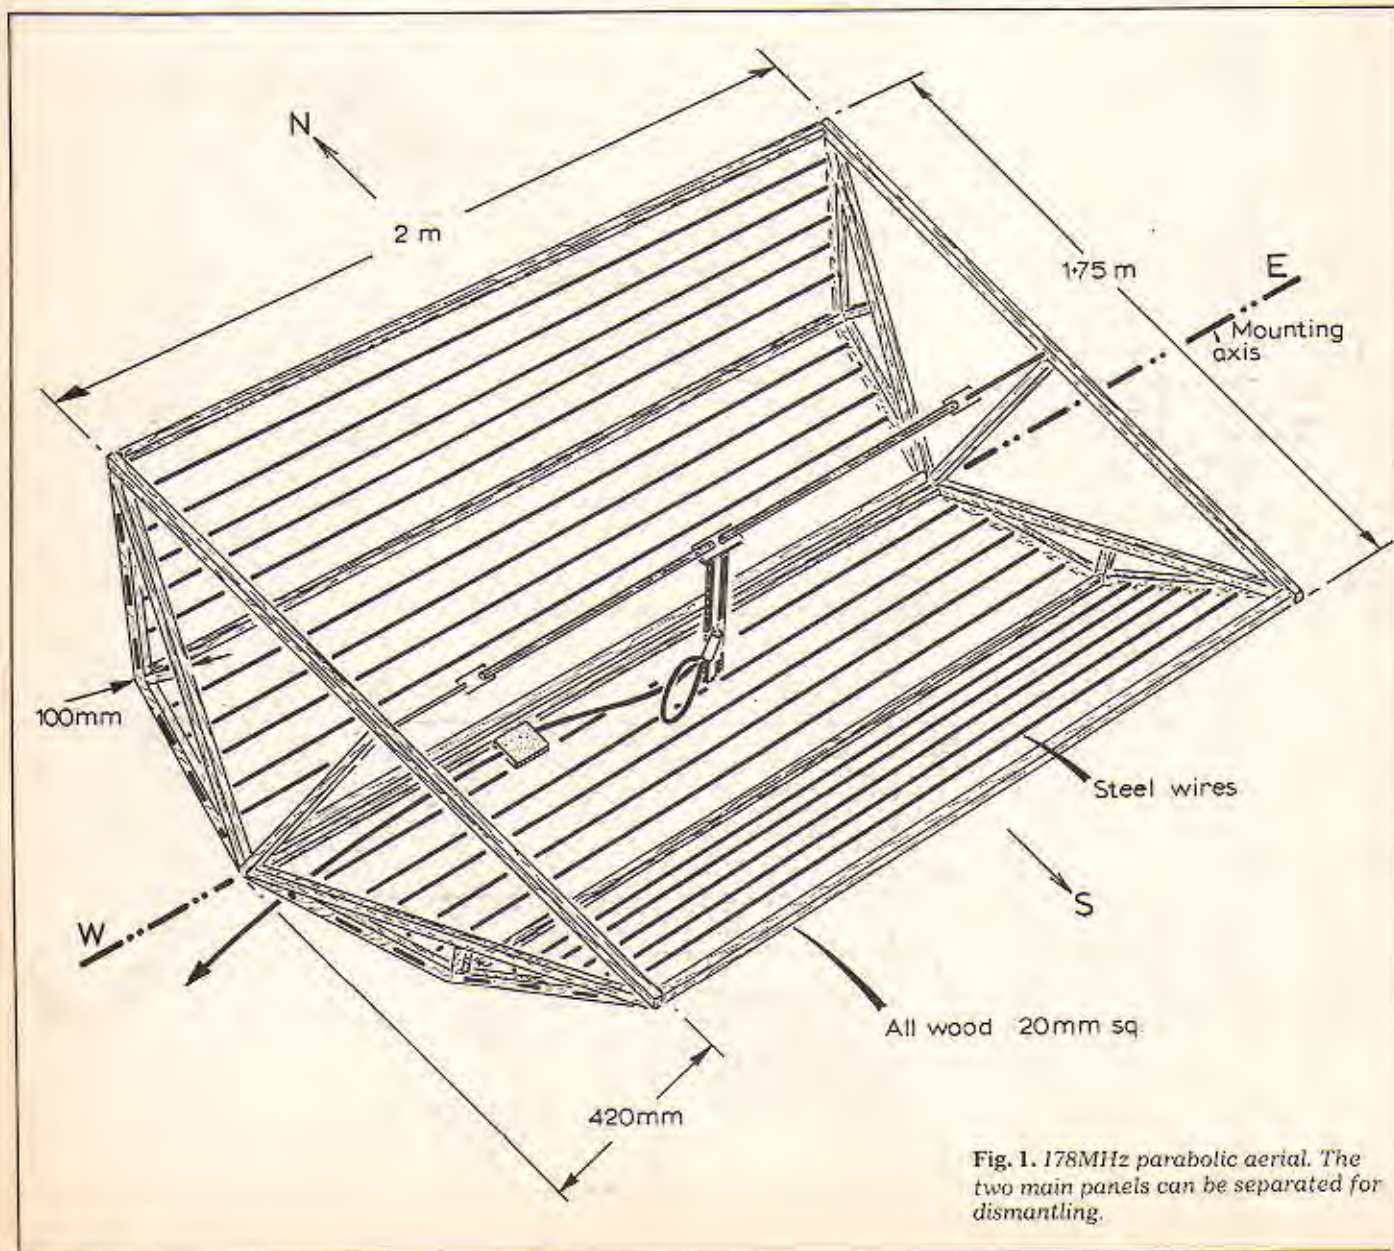 N
2 m
1·75 m
E
Mounting
axis
100mm
Steel wires
S
W
All wood 20mm sq
420mm
Fig. 1. 178MHz parabolic aerial. The
two main panels can be separated for
dismantling.